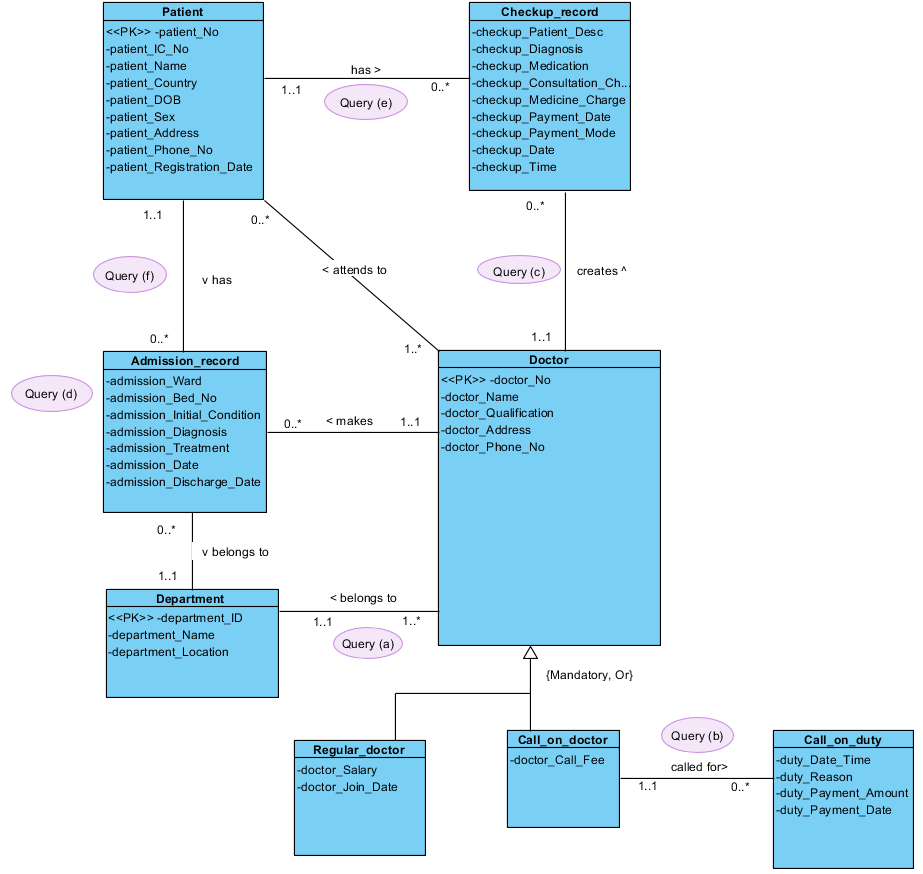 Patient
<<PK>> -patient_No
-patient_IC_No
-patient_Name
-patient_Country
-patient_DOB
-patient_Sex
-patient_Address
-patient_Phone_No
-patient_Registration_Date
Checkup_record
-checkup_Patient_Desc
-checkup_Diagnosis
-checkup_Medication
-checkup_Consultation_Ch...
-checkup_Medicine_Charge
-checkup_Payment_Date
-checkup_Payment_Mode
-checkup_Date
-checkup_Time
has >
1..1
0..*
Query (e)
1..1
0..*
0..*
Query (f)
v has
< attends to
Query (c)
creates ^
0..*
1..*
1..1
Admission_record
-admission_Ward
-admission_Bed_No
-admission_Initial_Condition
-admission_Diagnosis
-admission_Treatment
-admission_Date
-admission_Discharge_Date
Query (d)
Doctor
<<PK>> -doctor_No
-doctor_Name
-doctor_Qualification
-doctor_Address
-doctor_Phone_No
0..*
< makes
1..1
0..*
v belongs to
1..1
Department
<<PK>> -department_ID
-department_Name
-department_Location
< belongs to
1..1
1..*
Query (a)
{Mandatory, Or}
Regular_doctor
-doctor_Salary
-doctor_Join_Date
Call_on_doctor
-doctor_Call_Fee
Query (b)
called for>
1..1
0..*
Call_on_duty
-duty_Date_Time
-duty_Reason
-duty_Payment_Amount
-duty_Payment_Date